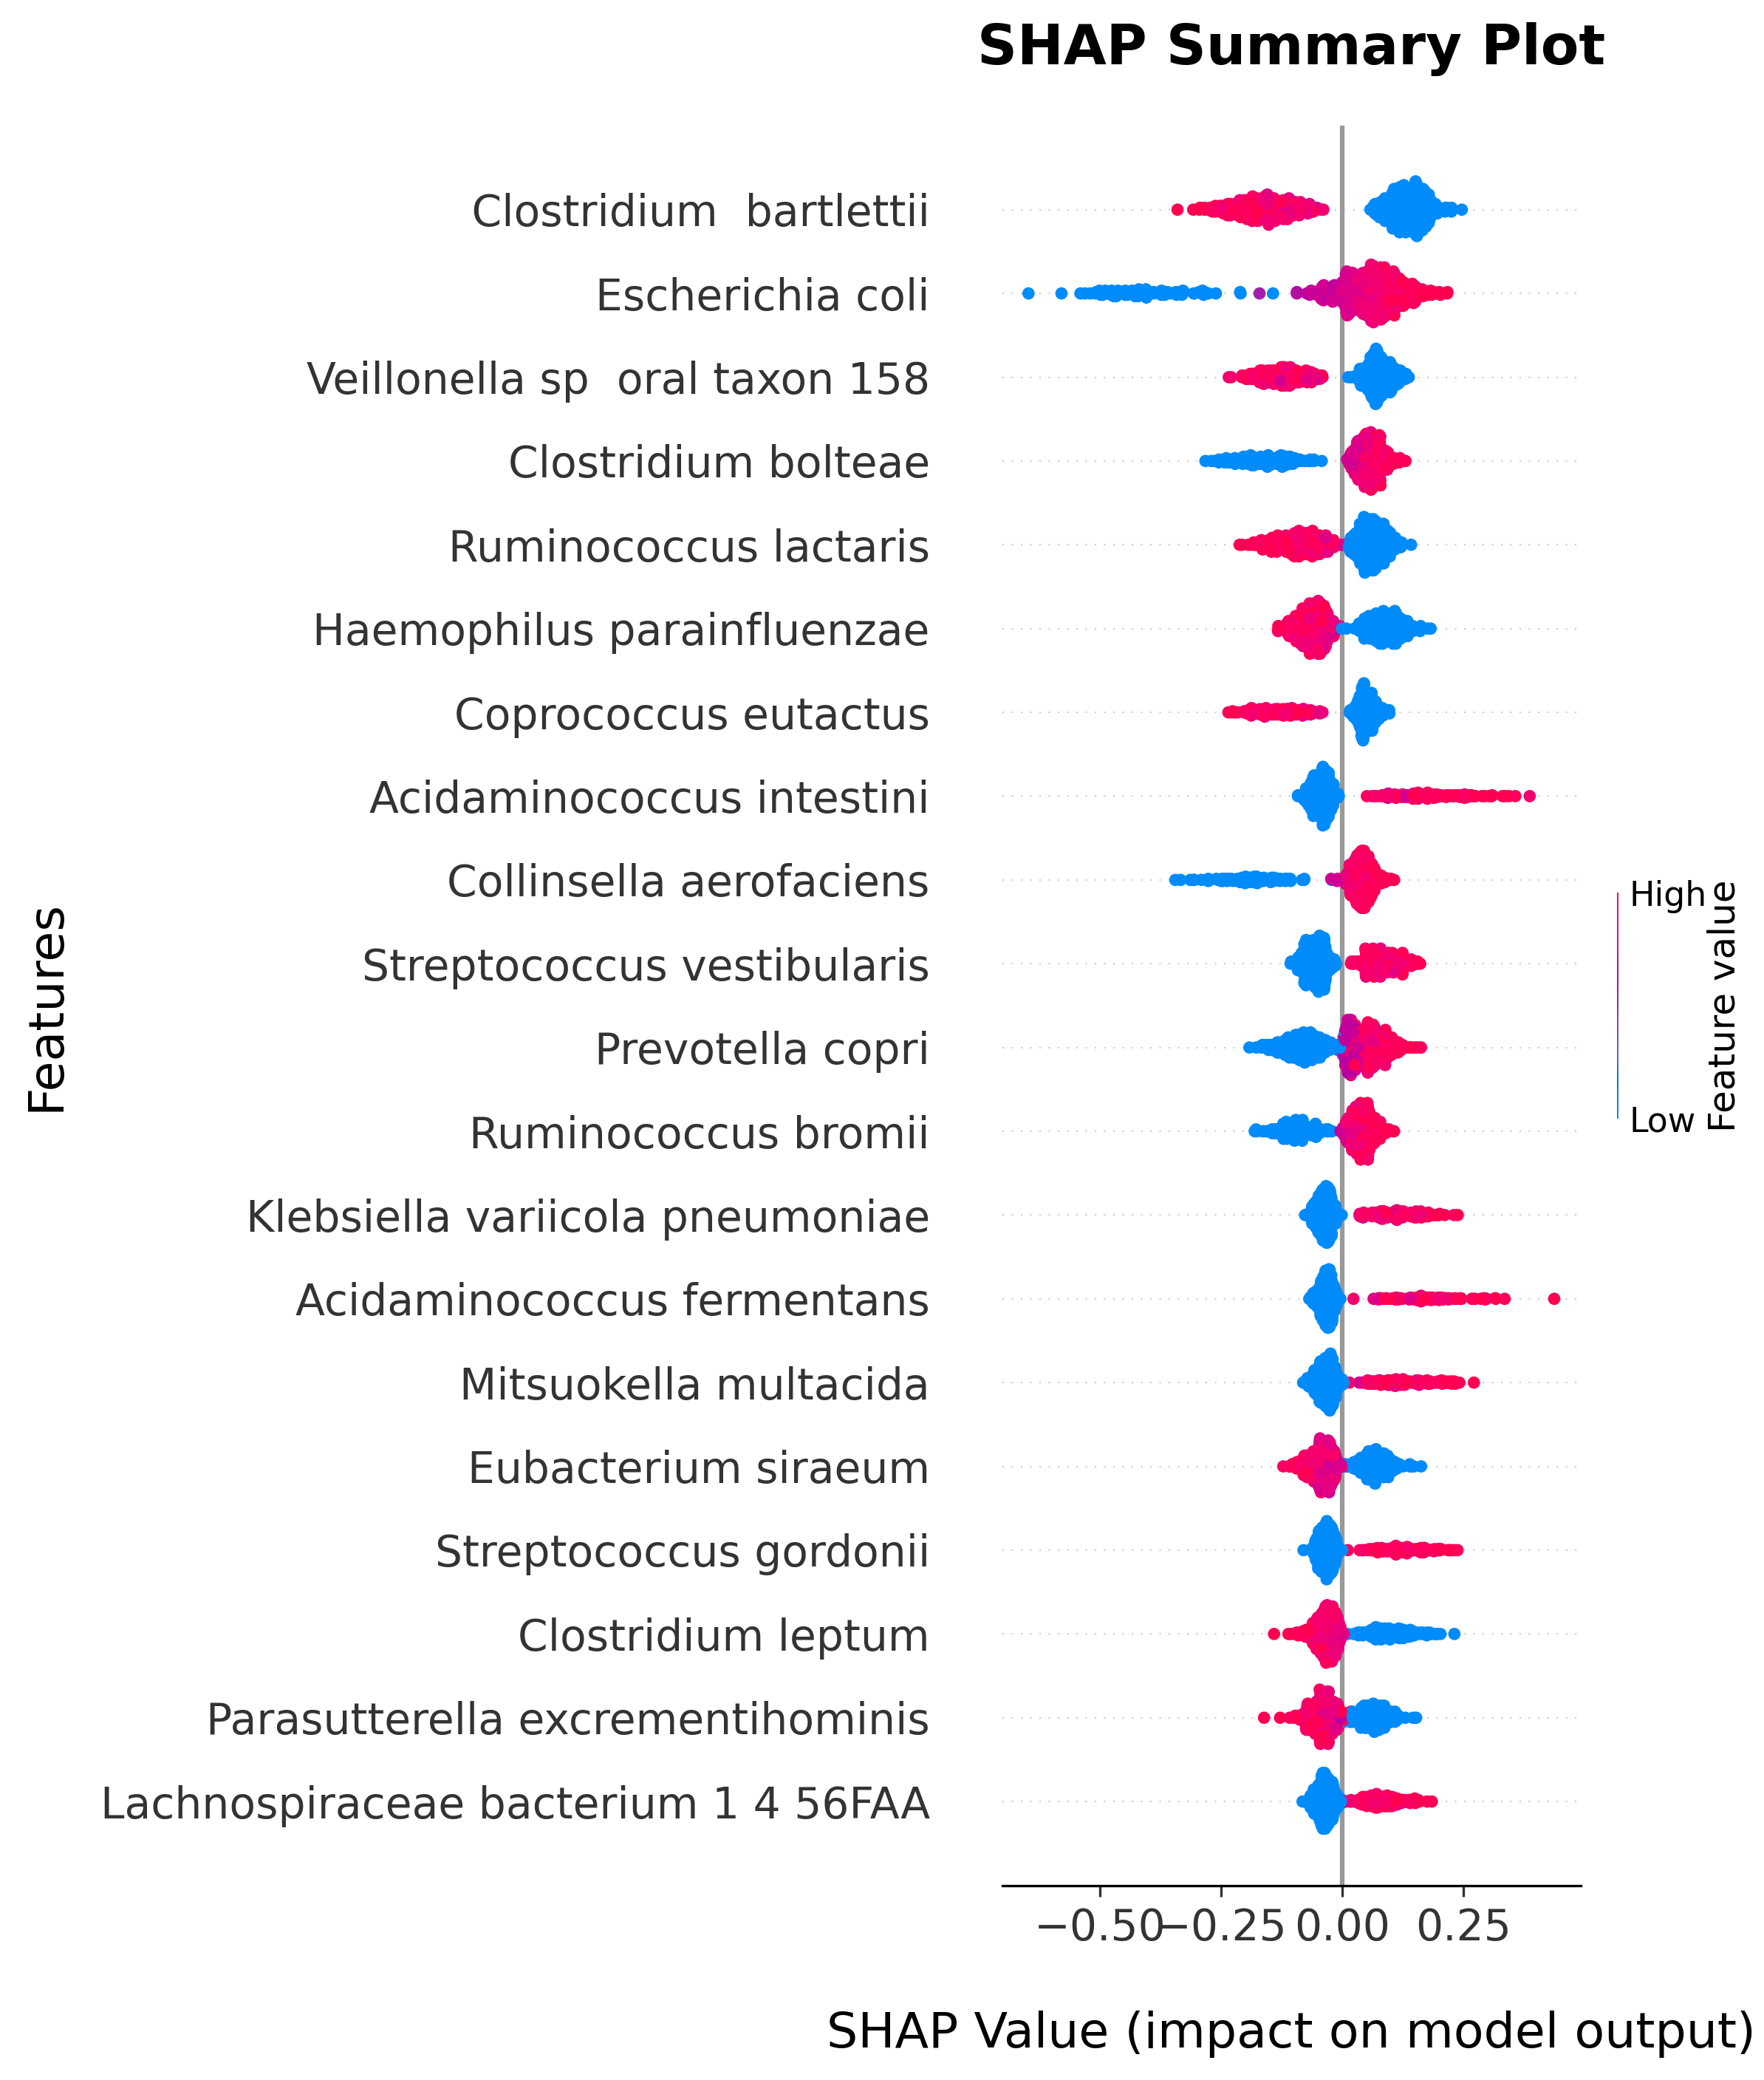 SHAP Summary Plot
Clostridium  bartlettii
Escherichia coli
Veillonella sp  oral taxon 158
Clostridium bolteae
Ruminococcus lactaris
Haemophilus parainfluenzae
Coprococcus eutactus
Acidaminococcus intestini
Collinsella aerofaciens
Streptococcus vestibularis
Prevotella copri
Ruminococcus bromii
Klebsiella variicola pneumoniae
Acidaminococcus fermentans
Mitsuokella multacida
Eubacterium siraeum
Streptococcus gordonii
Clostridium leptum
Parasutterella excrementihominis
Lachnospiraceae bacterium 1 4 56FAA
Features
High
Low
Feature value
−0.50 −0.25 0.00 0.25
SHAP Value (impact on model output)